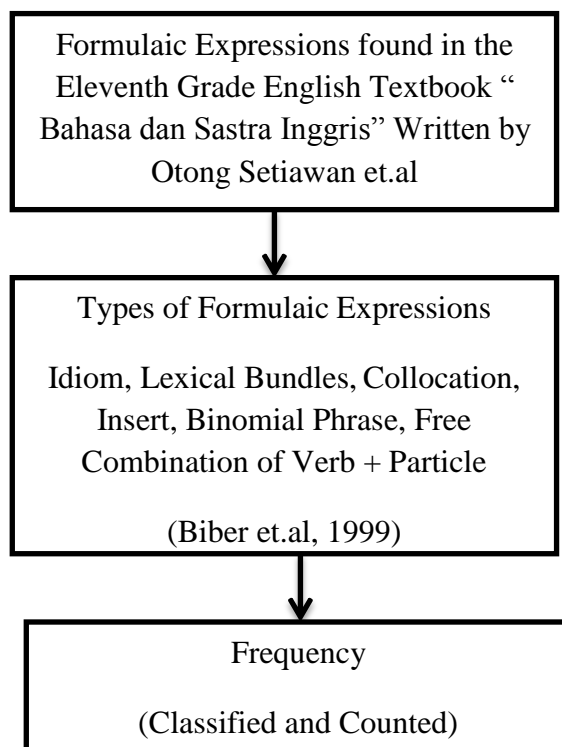 Formulaic Expressions found in the
Eleventh Grade English Textbook “
Bahasa dan Sastra Inggris” Written by
Otong Setiawan et.al
Types of Formulaic Expressions
Idiom, Lexical Bundles, Collocation,
Insert, Binomial Phrase, Free
Combination of Verb + Particle
(Biber et.al, 1999)
Frequency
(Classified and Counted)